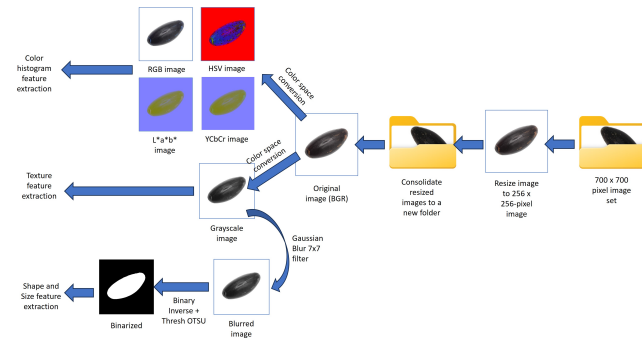 Color
histogram
feature
extraction
RGB image
HSV image
L*a*b*
image
YCbCr image
Color space
conversion
Color space
conversion
Original
image (BGR)
Consolidate
resized
images to a
new folder
Resize image
to 256 x
256-pixel
image
700 x 700
pixel image
set
Texture
feature
extraction
Grayscale
image
Gaussian
Blur 7x7
filter
Shape and
Size feature
extraction
Binarized
Binary
Inverse +
Thresh OTSU
Blurred
image